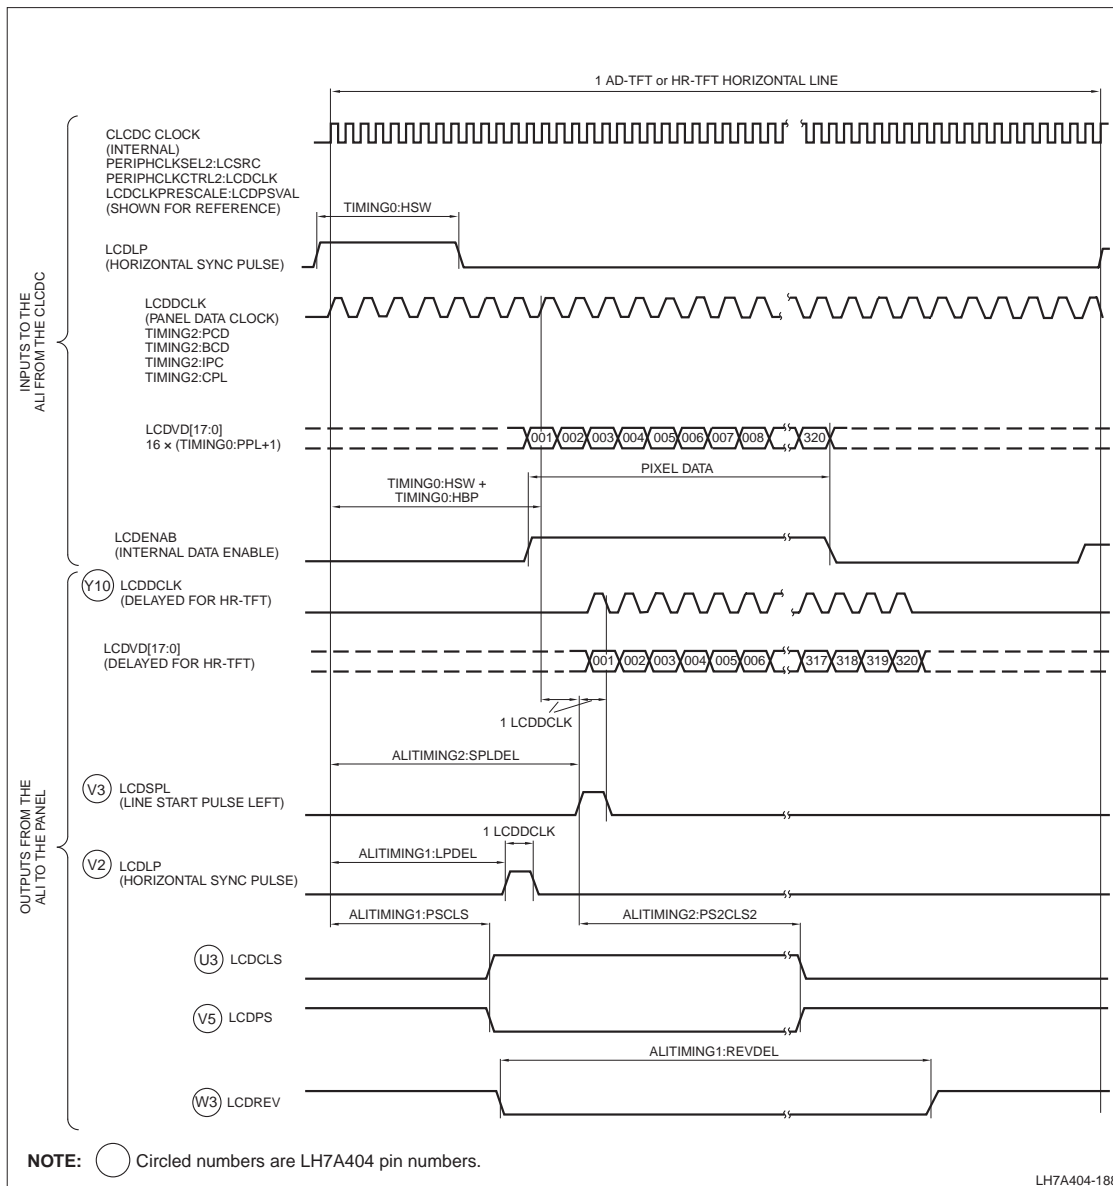 1 AD-TFT or HR-TFT HORIZONTAL LINE
CLCDC CLOCK
(INTERNAL)
PERIPHCLKSEL2:LCSRC
PERIPHCLKCTRL2:LCDCLK
LCDCLKPRESCALE:LCDPSVAL
(SHOWN FOR REFERENCE)
TIMING0:HSW
LCDLP
(HORIZONTAL SYNC PULSE)
INPUTS TO THE
ALI FROM THE CLCDC
LCDDCLK
(PANEL DATA CLOCK)
TIMING2:PCD
TIMING2:BCD
TIMING2:IPC
TIMING2:CPL
LCDVD[17:0]
16 × (TIMING0:PPL+1)
001 002 003 004 005 006 007 008 320
PIXEL DATA
TIMING0:HSW +
TIMING0:HBP
LCDENAB
(INTERNAL DATA ENABLE)
Y10 LCDDCLK
(DELAYED FOR HR-TFT)
LCDVD[17:0]
(DELAYED FOR HR-TFT)
001 002 003 004 005 006 317 318 319 320
1 LCDDCLK
ALITIMING2:SPLDEL
V3 LCDSPL
(LINE START PULSE LEFT)
OUTPUTS FROM THE
ALI TO THE PANEL
1 LCDDCLK
ALITIMING1:LPDEL
V2 LCDLP
(HORIZONTAL SYNC PULSE)
ALITIMING1:PSCLS
ALITIMING2:PS2CLS2
U3 LCDCLS
V5 LCDPS
ALITIMING1:REVDEL
W3 LCDREV
NOTE: Circled numbers are LH7A404 pin numbers.
LH7A404-188